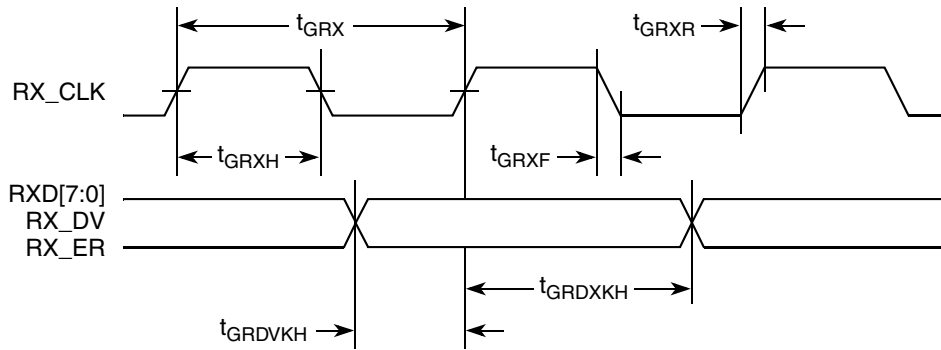 tGRX
tGRXR
RX_CLK
tGRXH
tGRXF
RXD[7:0]
RX_DV
RX_ER
tGRDXKH
tGRDVKH